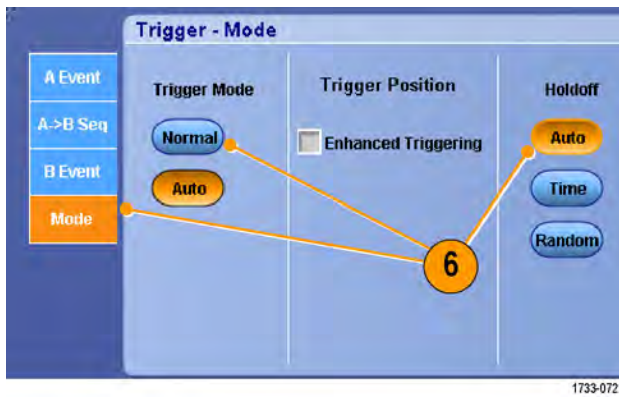 Trigger - Mode
A Event
A->B Seq
B Event
Mode
Trigger Mode
Normal
Auto
Trigger Position
Enhanced Triggering
Holdoff
Auto
Time
Random
6
1733-072